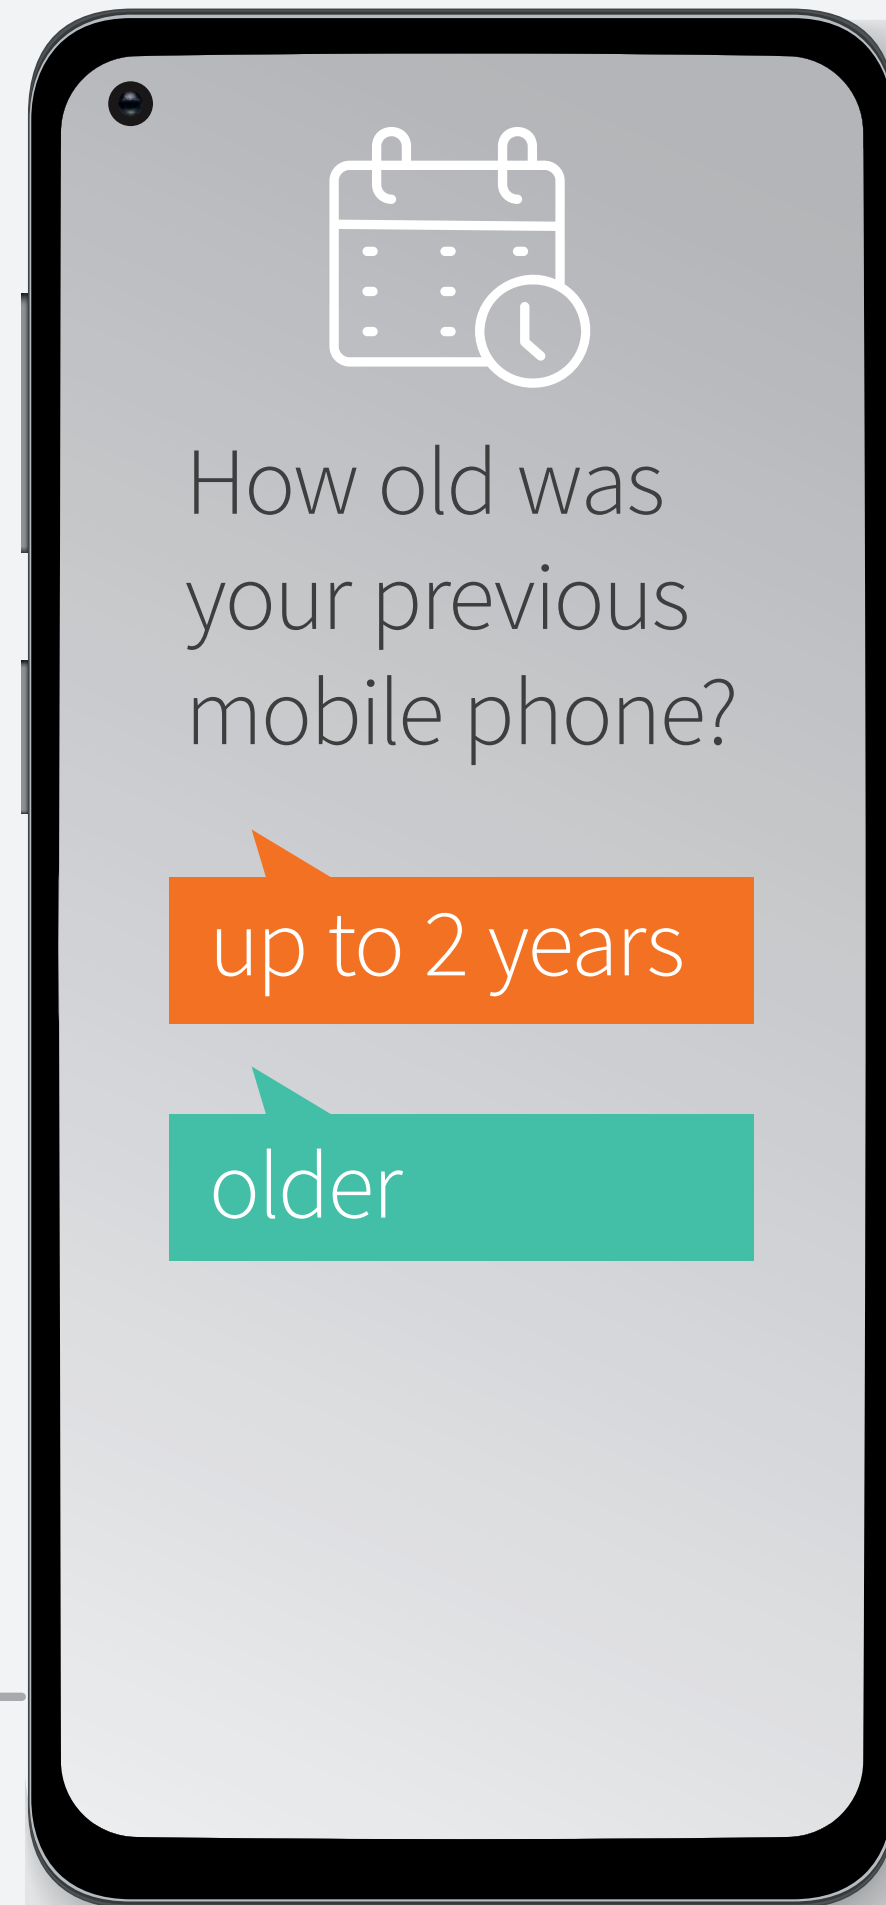 How old was
your previous
mobile phone?
up to 2 years
older